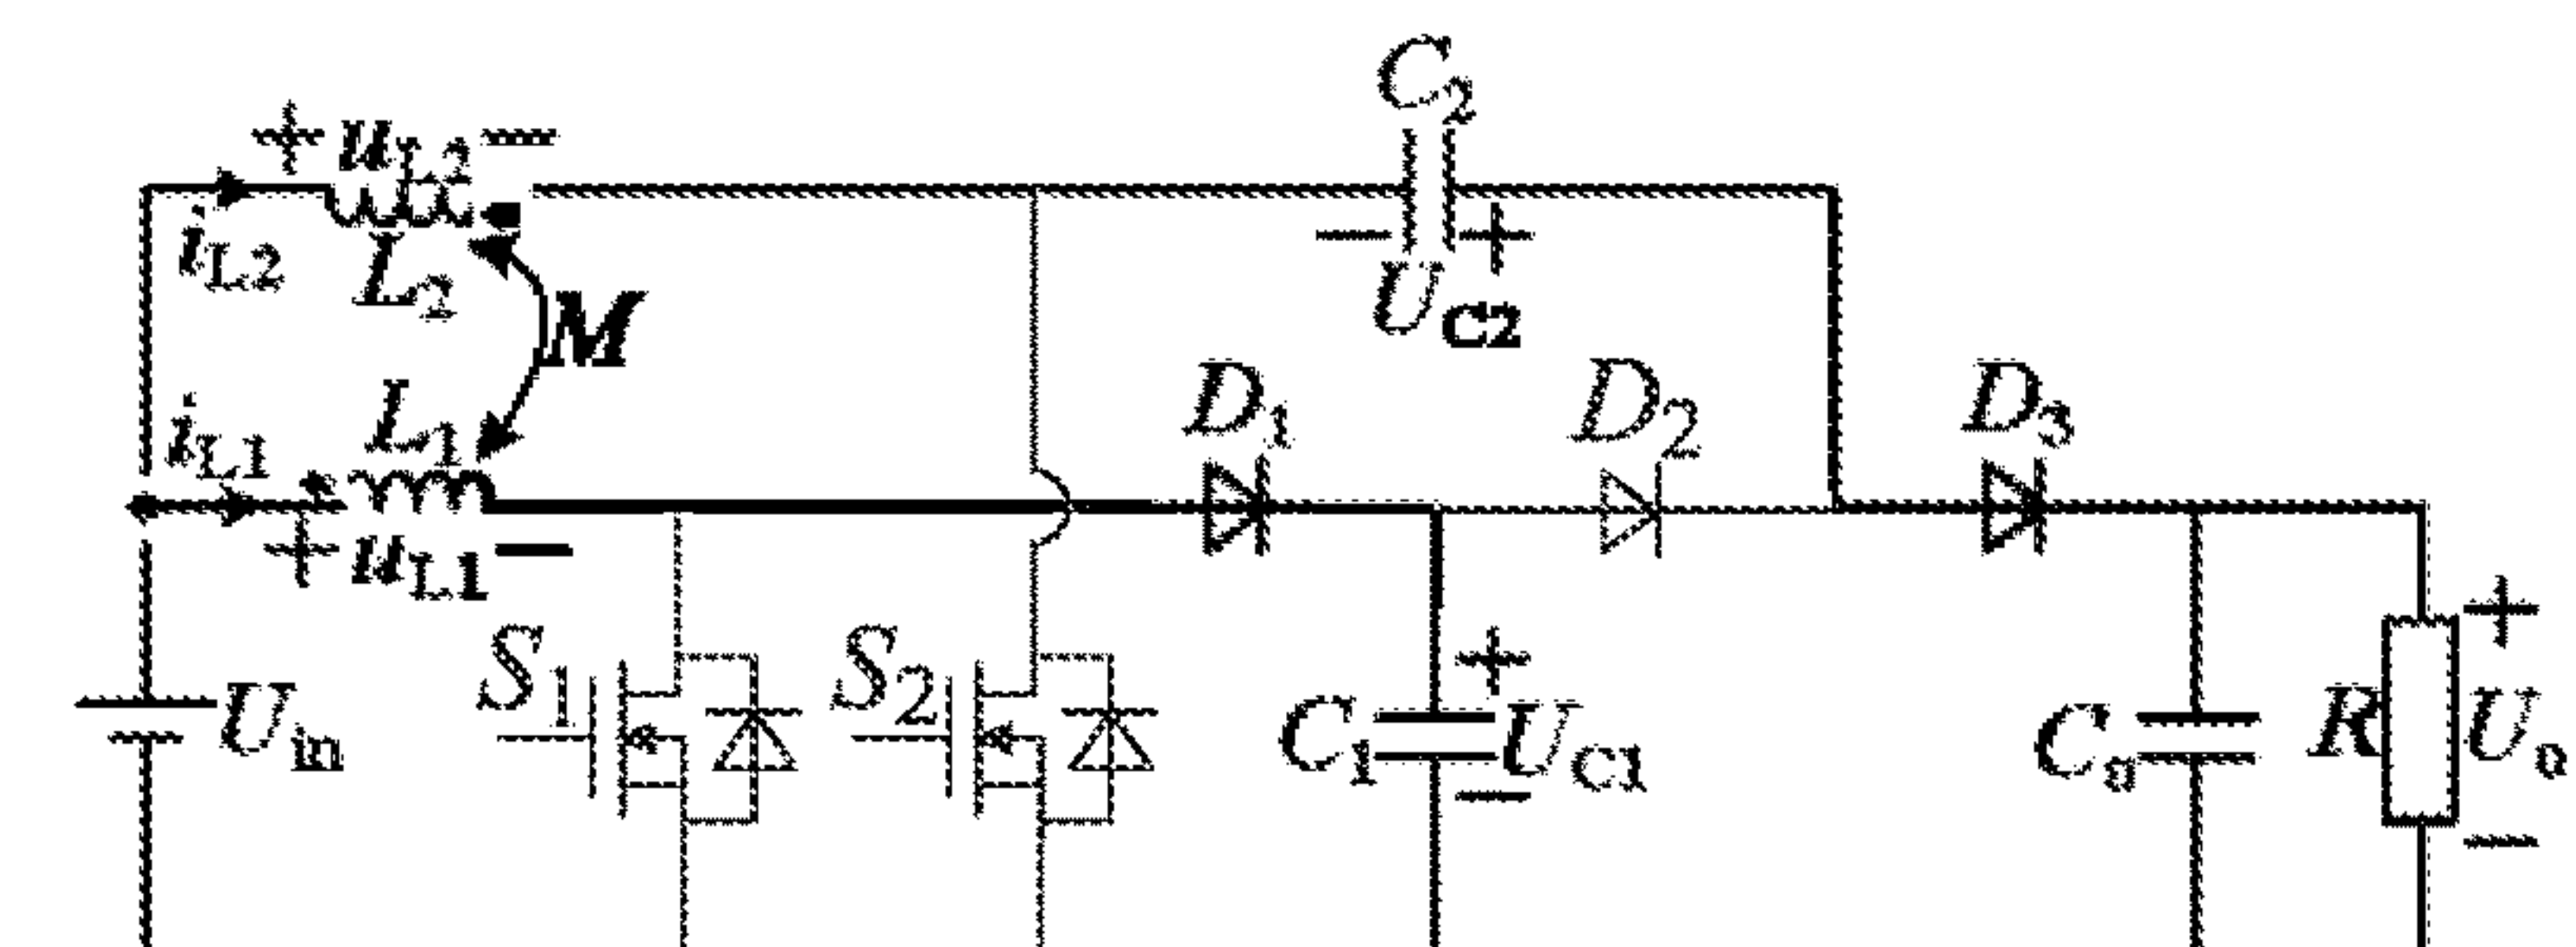 C2
+ uL2 −
iL2
L2
− +
UC2
M
L1
iL1
D1
D2
D3
+ uL1 −
S1
S2
+
+
Uin
C1
UC1
Co
R
Uo
−
−